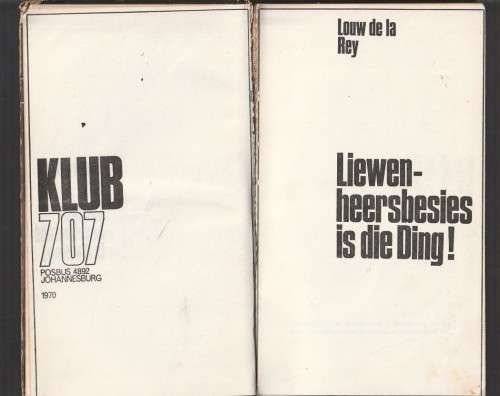 KLUB
707
POSBUS 4892
JOHANNESBURG
1970
Louw de la
Rey
Liewen-
heersbesies
is die Ding!